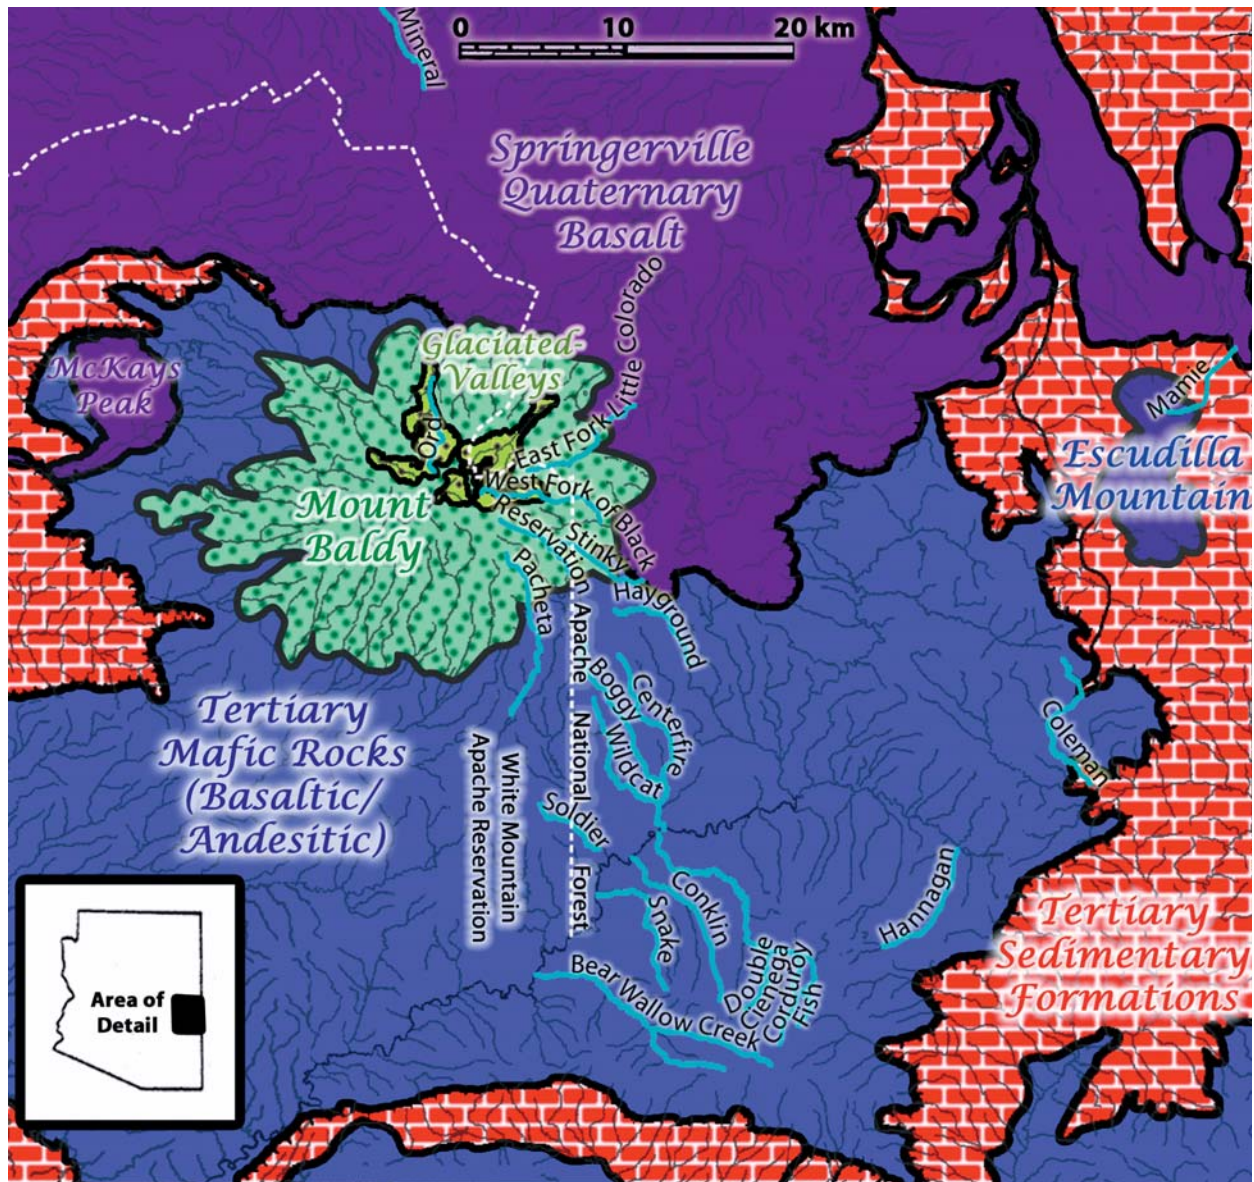 Mineral
0 10 20 km
Springerville
Quaternary
Basalt
McKays
Peak
Glaciated-
Valleys
Ord
East Fork Little Colorado
West Fork of Black
Reservation
Stinky
Mount
Baldy
Pacheta
Hayground
Mamie
Escudilla
Mountain
Apache
National
Forest
Boggy
Centerfire
Wildcat
Coleman
Tertiary
Mafic Rocks
(Basaltic/
Andesitic)
White Mountain
Apache Reservation
Soldier
Conklin
Snake
Hannagan
Double
Cienega
Corduroy
Fish
Bear Wallow Creek
Tertiary
Sedimentary
Formations
Area of
Detail